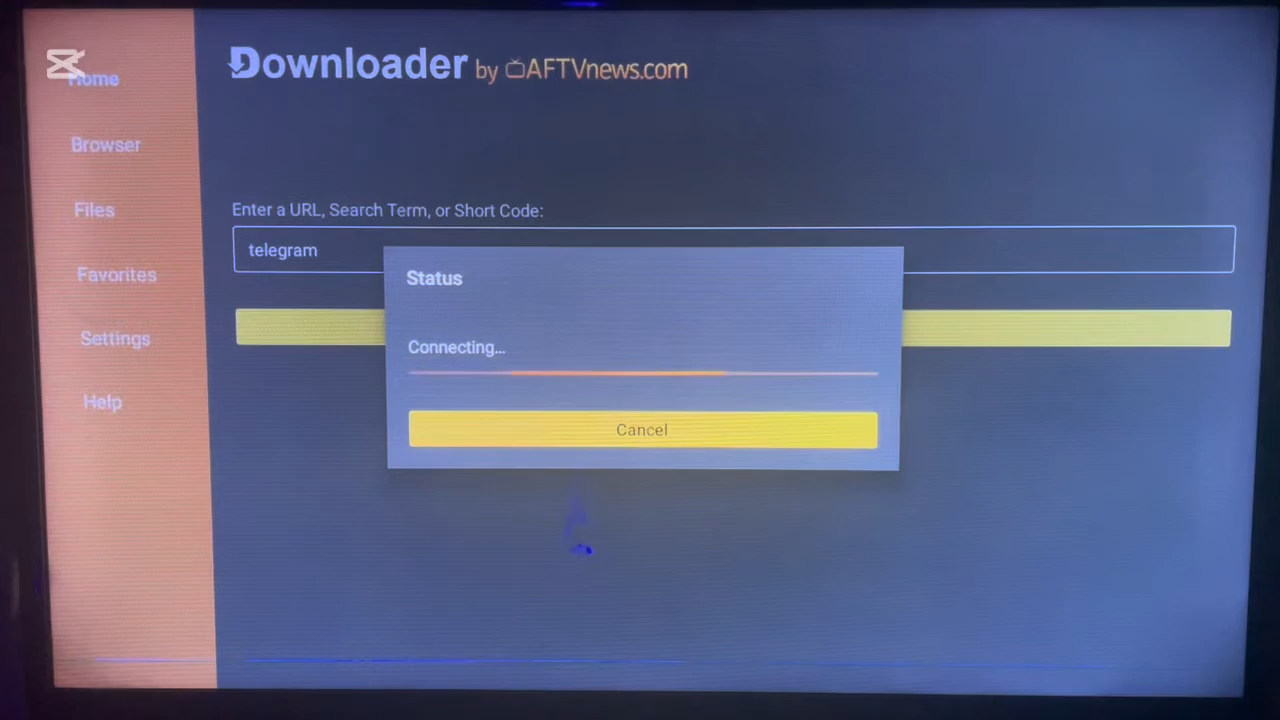 Downloader by AFTVnews.com
Home
Browser
Files
Favorites
Settings
Help
Enter a URL, Search Term, or Short Code:
telegram
Status
Connecting...
Cancel